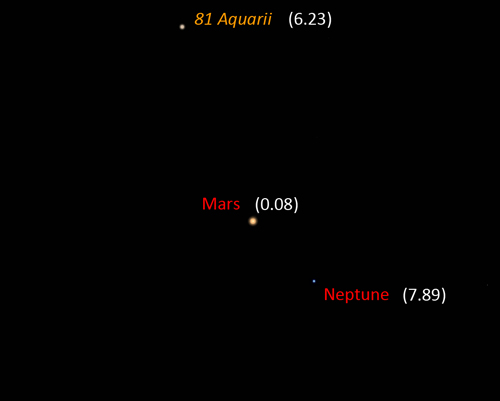 81 Aquarii (6.23)
Mars (0.08)
Neptune (7.89)